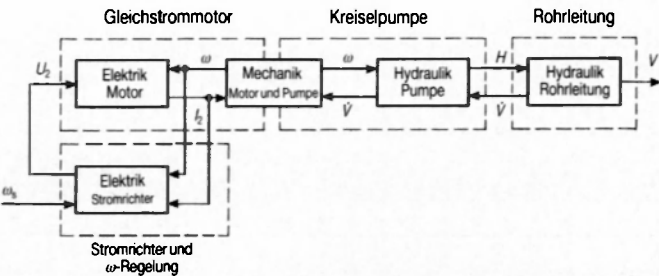 Gleichstrommotor
Kreiselpumpe
Rohrleitung
U₂
Elektrik
Motor
ω
Mechanik
Motor und Pumpe
ω
V̇
Hydraulik
Pumpe
H
V̇
Hydraulik
Rohrleitung
V
I₂
ωₛ
Elektrik
Stromrichter
Stromrichter und
ω-Regelung